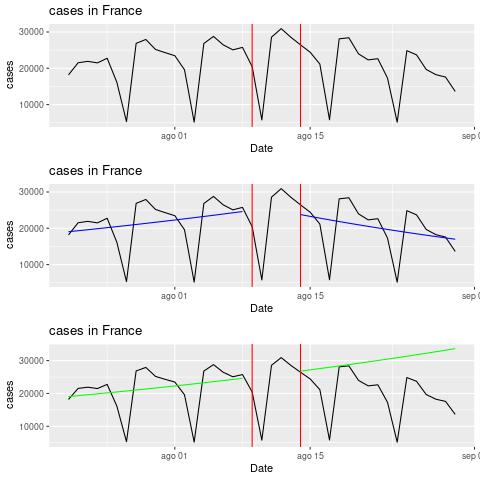 cases in France
30000
20000
10000
cases
ago 01
ago 15
sep 0
Date
cases in France
30000
20000
10000
cases
ago 01
ago 15
sep 0
Date
cases in France
30000
20000
10000
cases
ago 01
ago 15
sep 0
Date